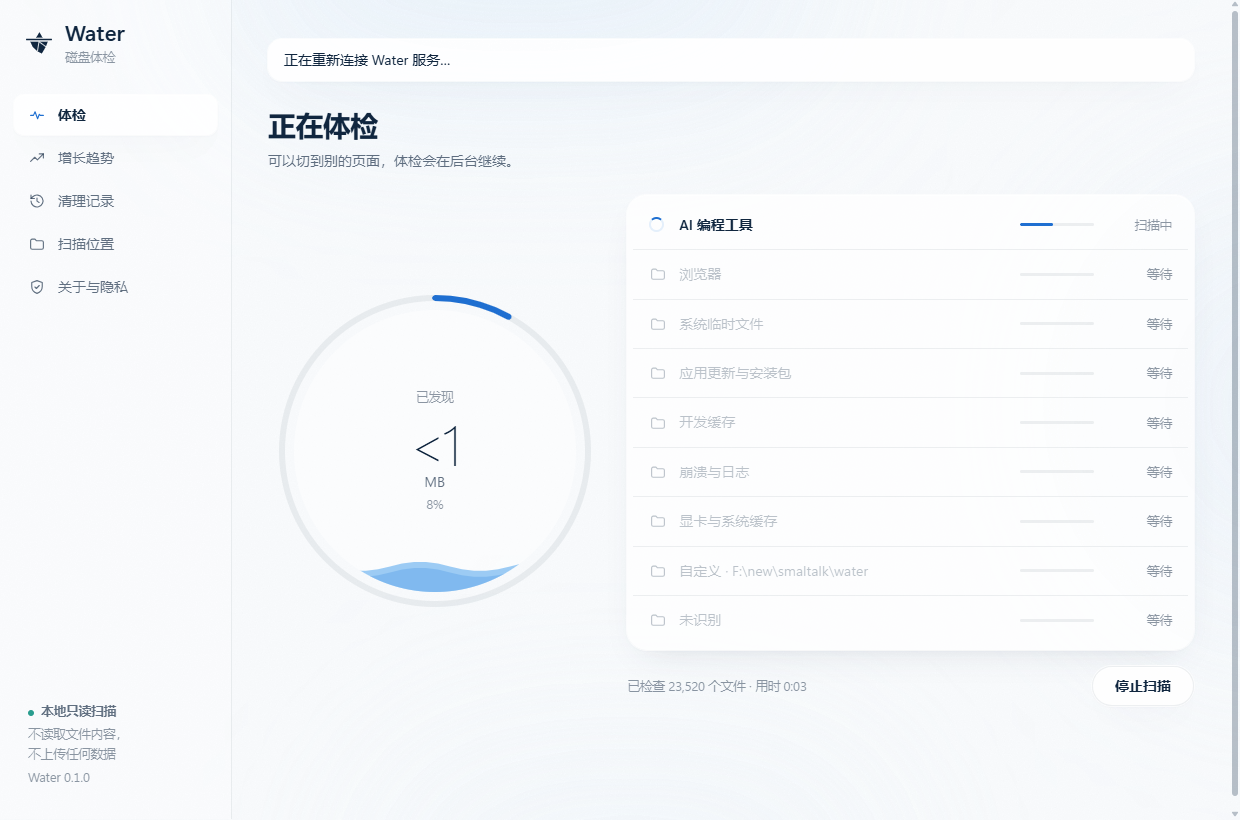 Water
磁盘体检
体检
增长趋势
清理记录
扫描位置
关于与隐私
本地只读扫描
不读取文件内容，
不上传任何数据
Water 0.1.0
正在重新连接 Water 服务...
正在体检
可以切到别的页面，体检会在后台继续。
已发现
<1
MB
8%
AI 编程工具 扫描中
浏览器 等待
系统临时文件 等待
应用更新与安装包 等待
开发缓存 等待
崩溃与日志 等待
显卡与系统缓存 等待
自定义 · F:\new\smaltalk\water 等待
未识别 等待
已检查 23,520 个文件 · 用时 0:03
停止扫描